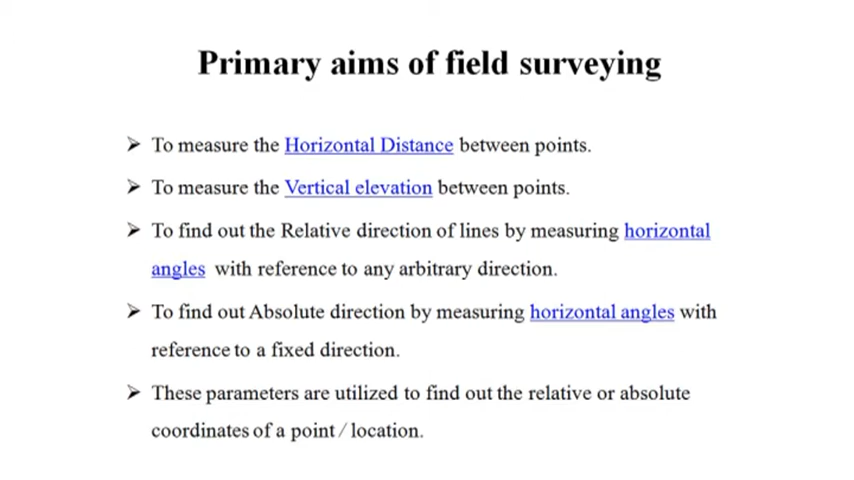 Primary aims of field surveying
➢ To measure the Horizontal Distance between points.
➢ To measure the Vertical elevation between points.
➢ To find out the Relative direction of lines by measuring horizontal
angles with reference to any arbitrary direction.
➢ To find out Absolute direction by measuring horizontal angles with
reference to a fixed direction.
➢ These parameters are utilized to find out the relative or absolute
coordinates of a point / location.